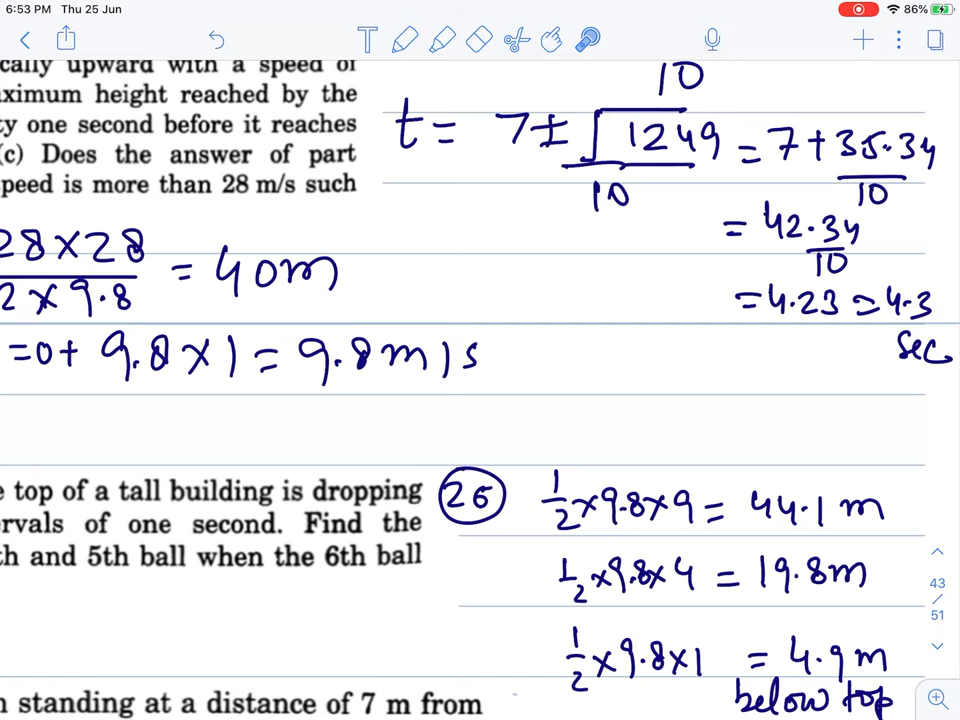 6:53 PM Thu 25 Jun
86%
cally upward with a speed of
aximum height reached by the
ty one second before it reaches
(c) Does the answer of part
speed is more than 28 m/s such
10
t = 7 ± √1249 / 10 = 7 + 35.34 / 10
= 42.34 / 10
= 4.23 = 4.3
sec
28 × 28 / 2 × 9.8 = 40m
= 0 + 9.8 × 1 = 9.8 m/s
e top of a tall building is dropping
rvals of one second. Find the
th and 5th ball when the 6th ball
26
1/2 × 9.8 × 9 = 44.1 m
1/2 × 9.8 × 4 = 19.8 m
1/2 × 9.8 × 1 = 4.9 m
below top
n standing at a distance of 7 m from
43
/
51